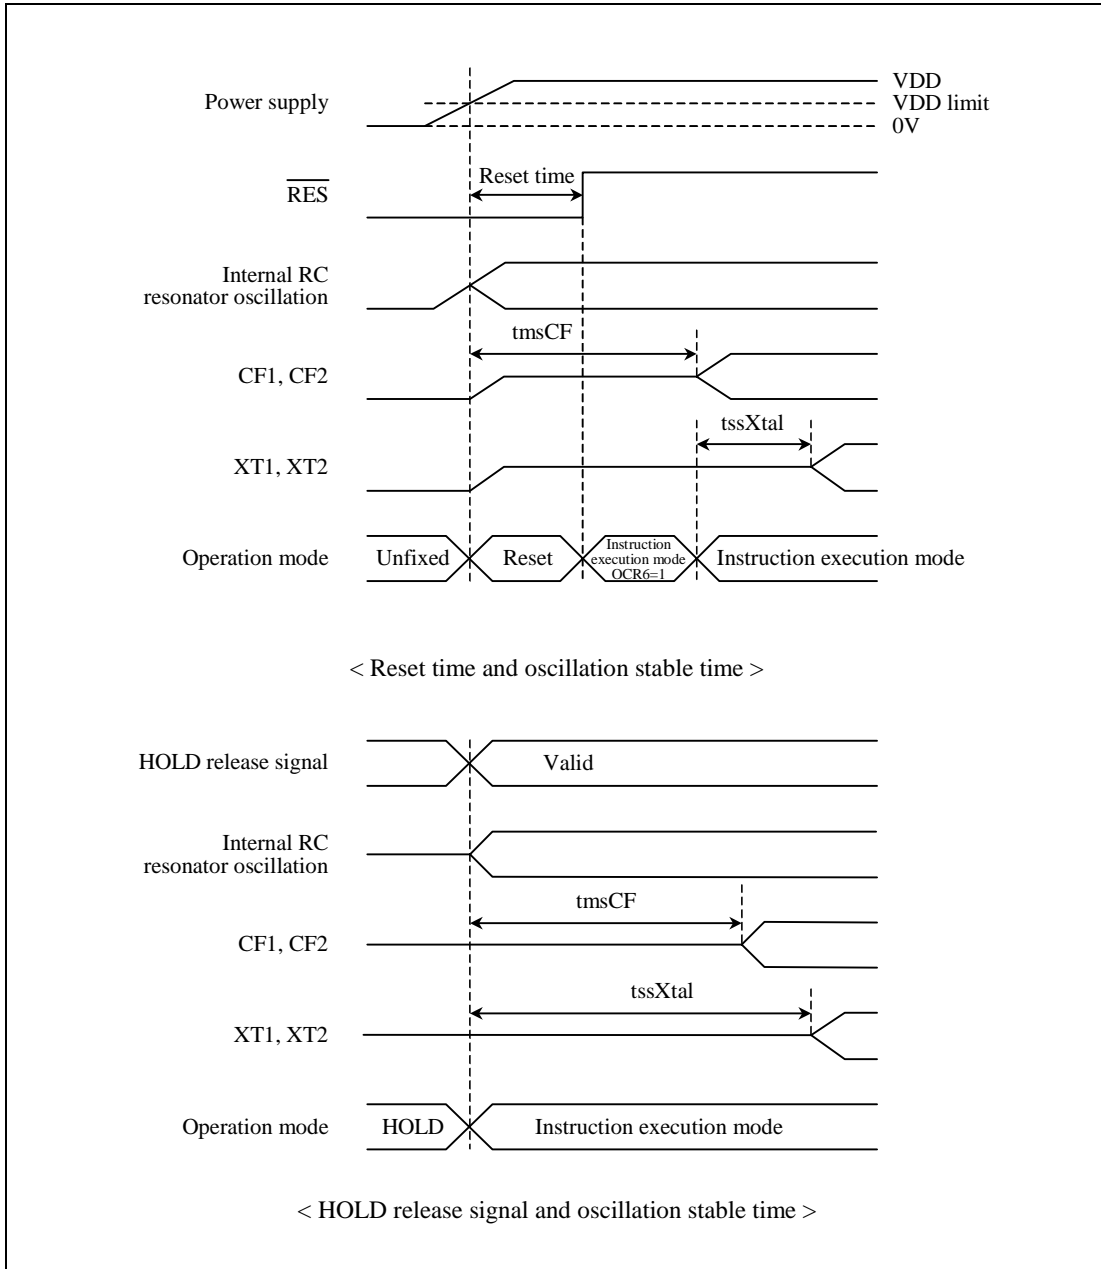 VDD
Power supply
VDD limit
0V
Reset time
RES
Internal RC
resonator oscillation
tmsCF
CF1, CF2
tssXtal
XT1, XT2
Operation mode
Unfixed
Reset
Instruction
execution mode
OCR6=1
Instruction execution mode
< Reset time and oscillation stable time >
HOLD release signal
Valid
Internal RC
resonator oscillation
tmsCF
CF1, CF2
tssXtal
XT1, XT2
Operation mode
HOLD
Instruction execution mode
< HOLD release signal and oscillation stable time >